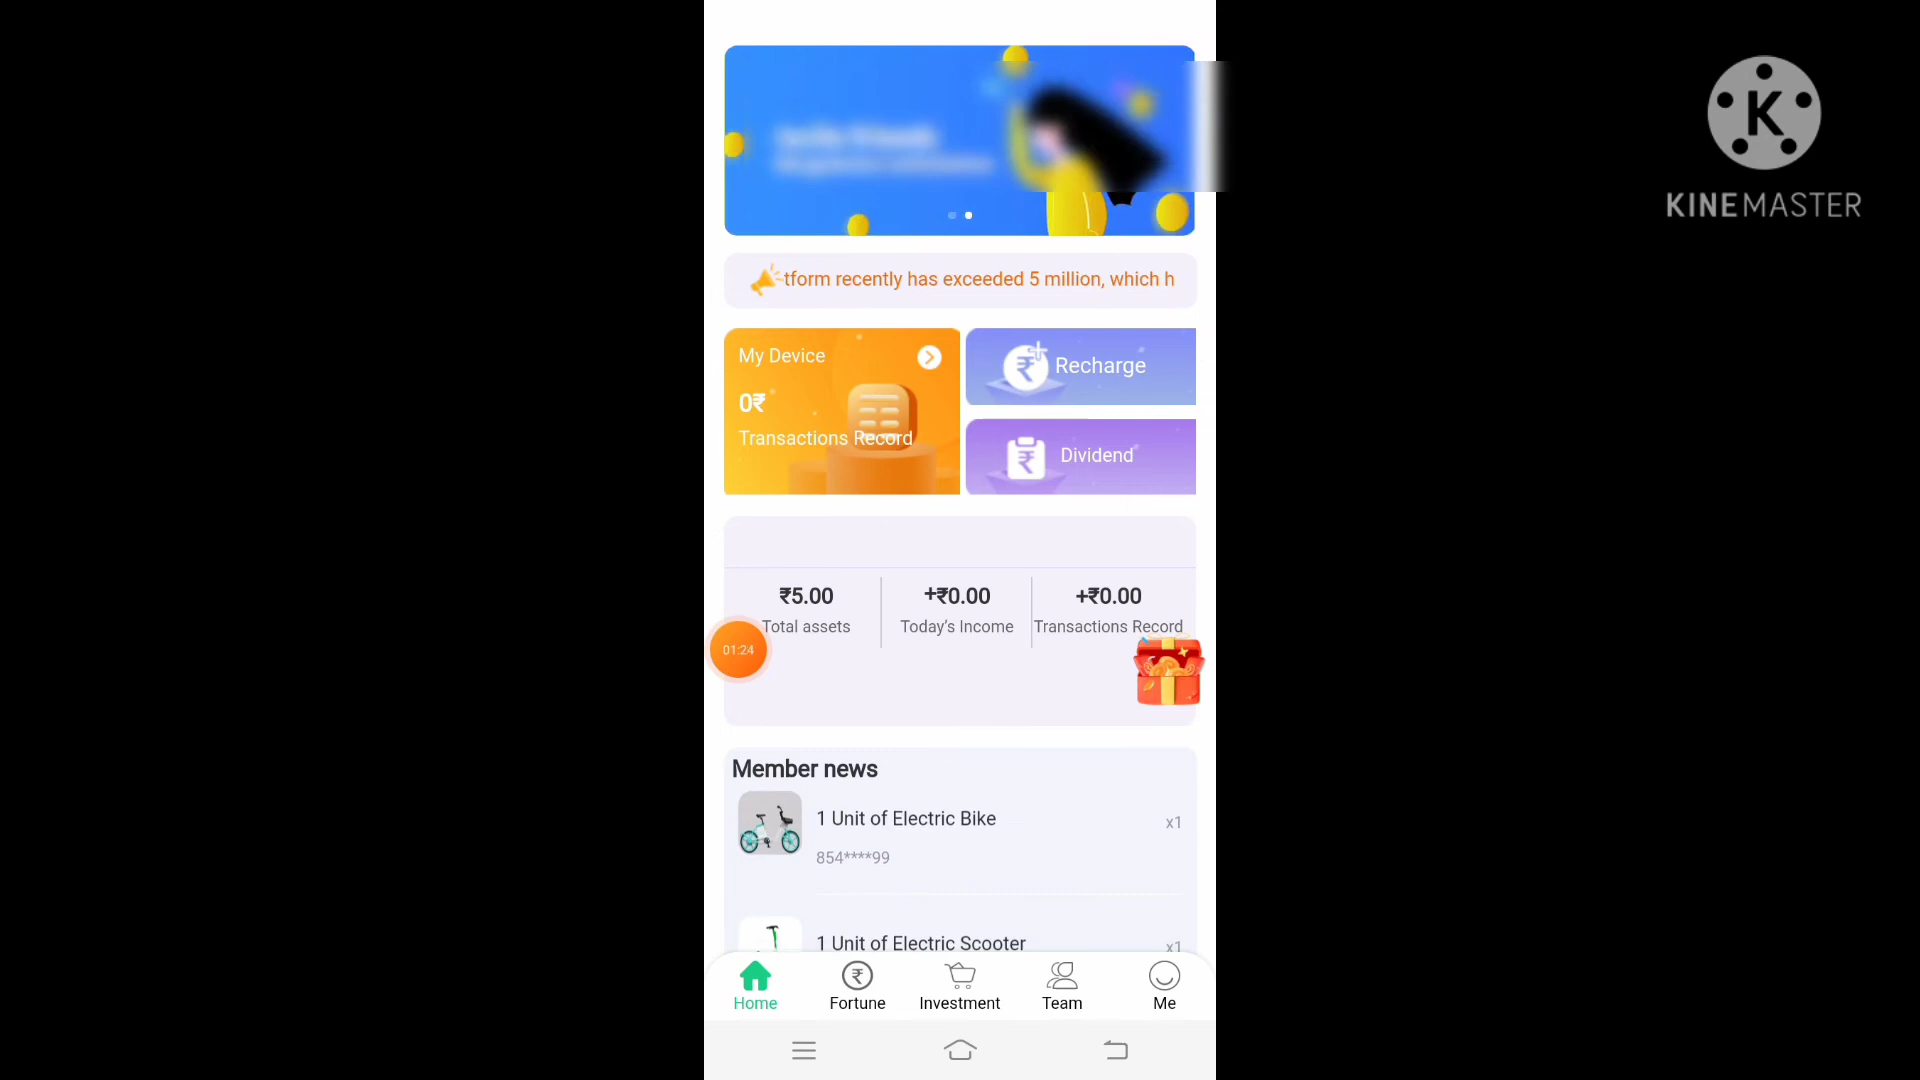 K
KINEMASTER
tform recently has exceeded 5 million, which h
My Device
0₹
Transactions Record
Recharge
Dividend
₹5.00
Total assets
+₹0.00
Today's Income
+₹0.00
Transactions Record
01:24
Member news
1 Unit of Electric Bike
x1
854****99
1 Unit of Electric Scooter
x1
Home
Fortune
Investment
Team
Me